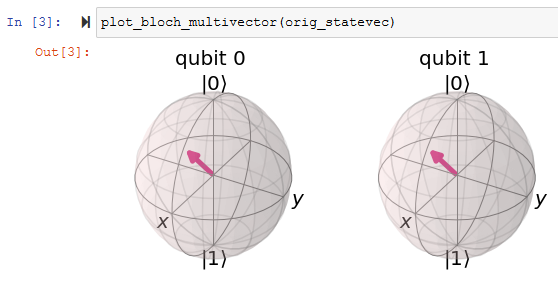 In [3]: plot_bloch_multivector(orig_statevec)
Out[3]:
qubit 0 qubit 1
|0⟩ |0⟩
y y
x x
|1⟩ |1⟩